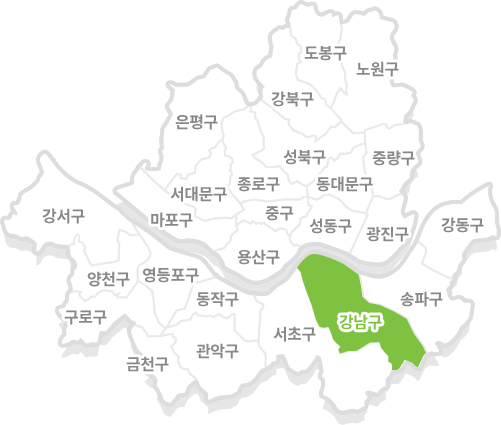 도봉구
노원구
강북구
은평구
성북구
중량구
서대문구
종로구
동대문구
마포구
중구
성동구
광진구
강동구
강서구
용산구
양천구
영등포구
동작구
송파구
구로구
강남구
서초구
관악구
금천구